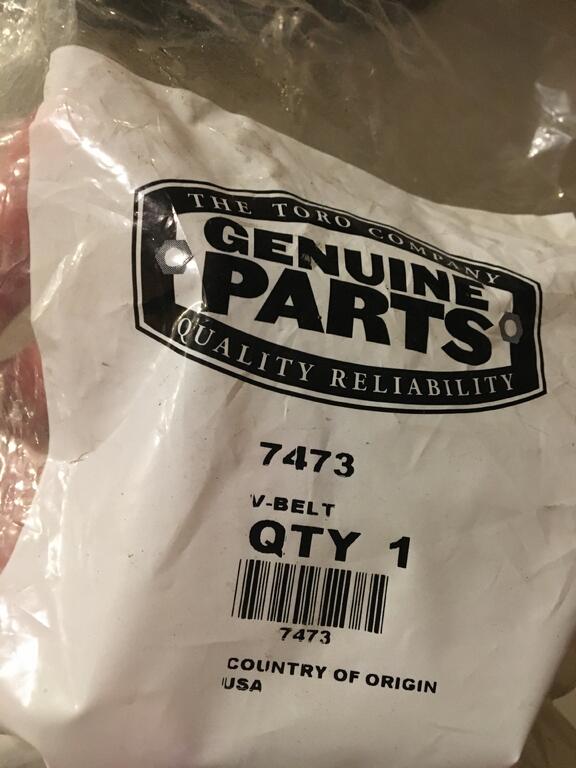 THE TORO COMPANY
GENUINE
PARTS
QUALITY RELIABILITY
7473
V-BELT
QTY 1
7473
COUNTRY OF ORIGIN
USA